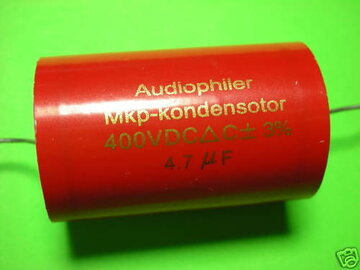 Audiophiler
MKp-Kondensotor
400VDC△C± 3%
4.7 µF